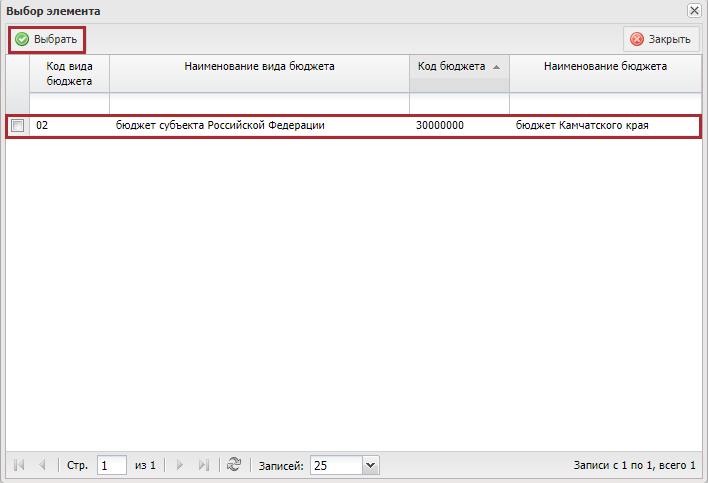 Выбор элемента
Выбрать
Закрыть
Код вида бюджета
Наименование вида бюджета
Код бюджета
Наименование бюджета
02 бюджет субъекта Российской Федерации 30000000 бюджет Камчатского края
Стр. 1 из 1 Записей: 25 Записи с 1 по 1, всего 1